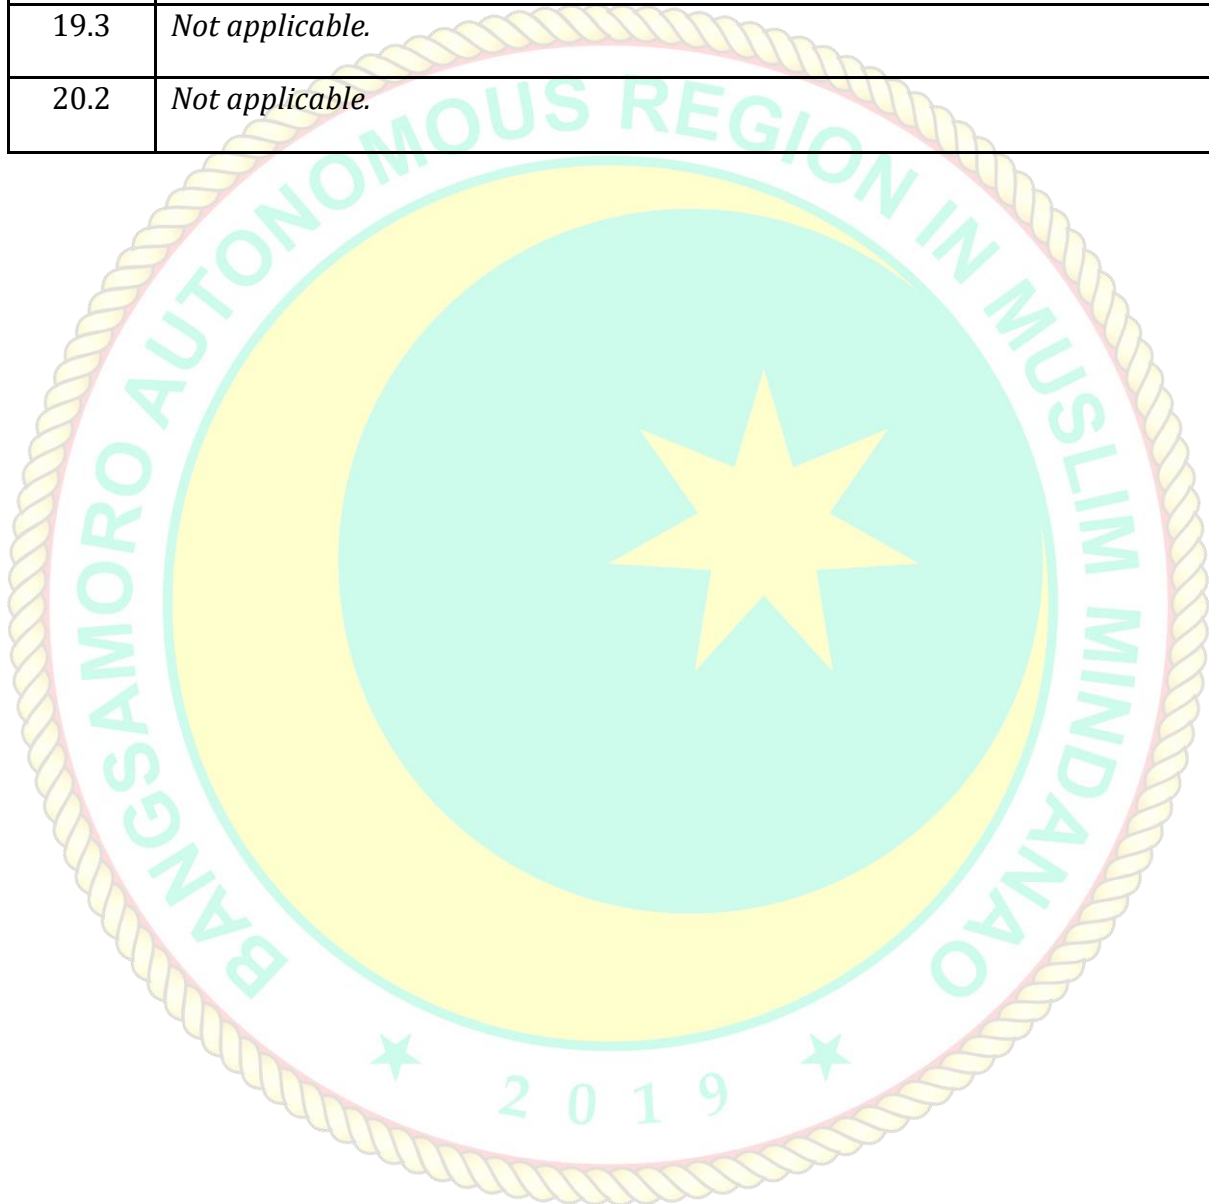 19.3 Not applicable.
20.2 Not applicable.
BANGSAMORO AUTONOMOUS REGION IN MUSLIM MINDANAO
2019